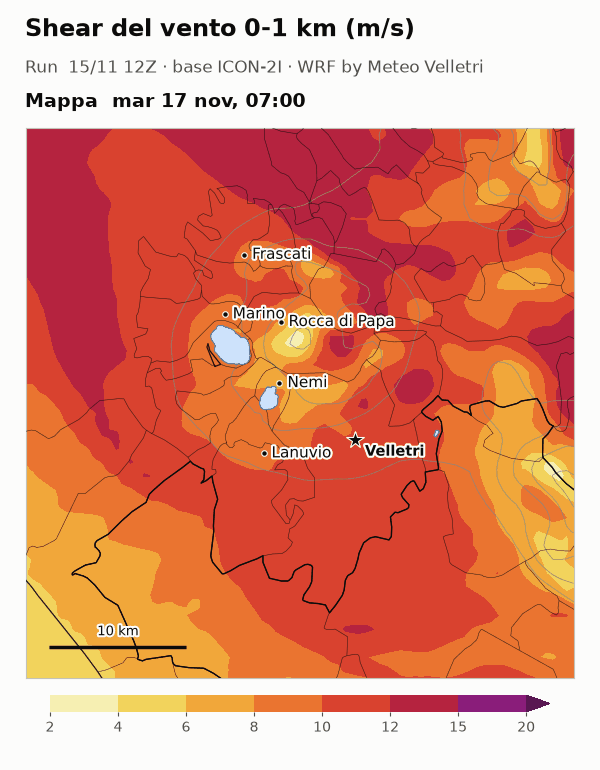 Shear del vento 0-1 km (m/s)
Run  15/11 12Z · base ICON-2I · WRF by Meteo Velletri
Mappa  mar 17 nov, 07:00
Frascati
Marino
Rocca di Papa
Nemi
Velletri
Lanuvio
10 km
2 4 6 8 10 12 15 20